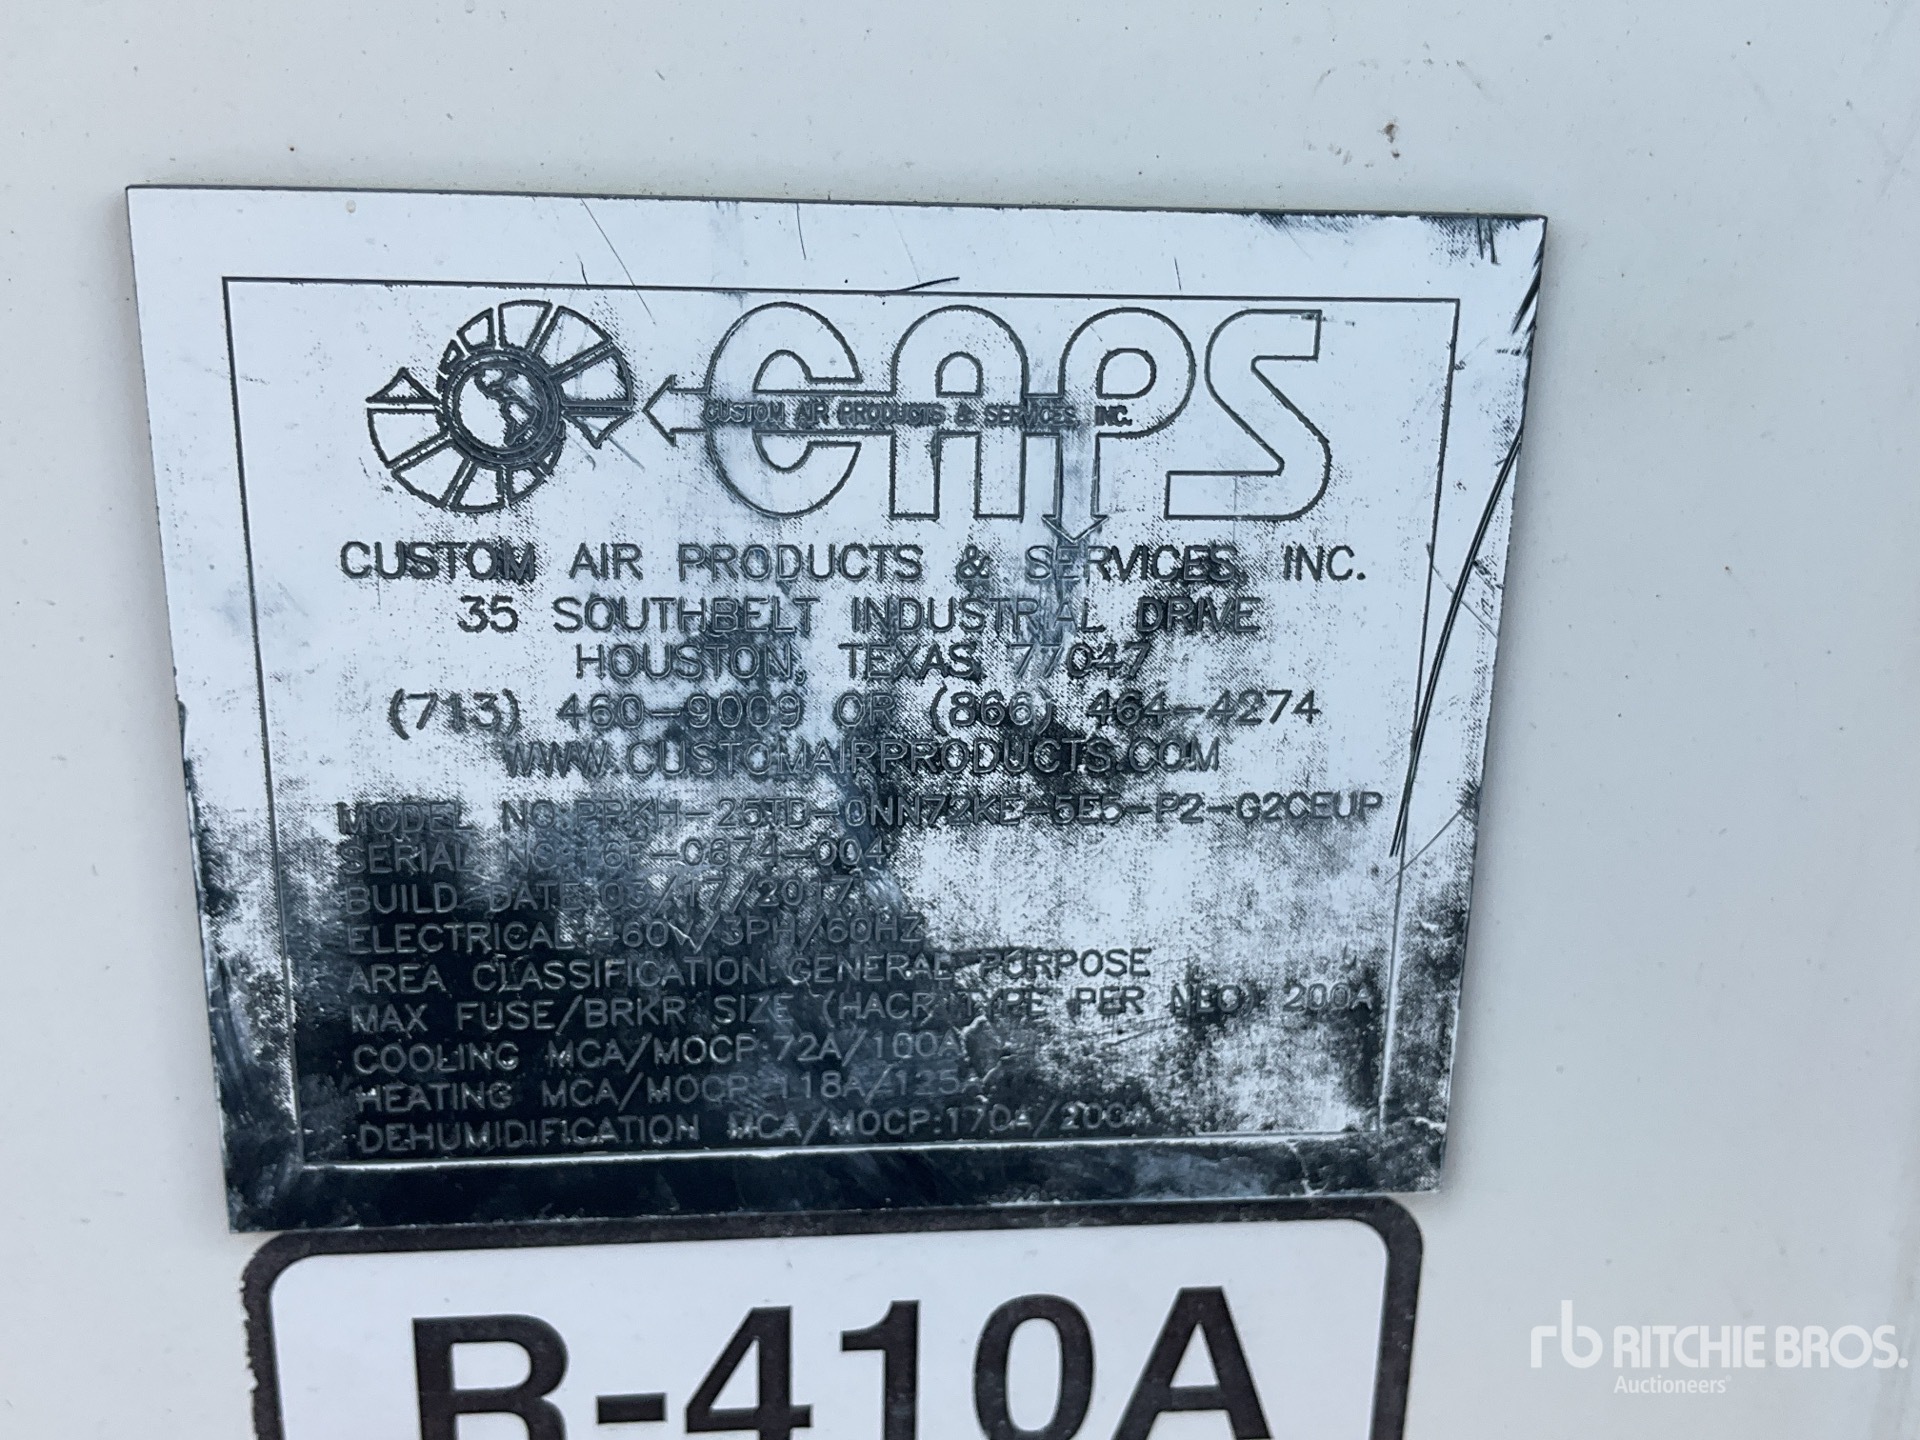 CAPS
CUSTOM AIR PRODUCTS & SERVICES, INC.
CUSTOM AIR PRODUCTS & SERVICES, INC.
35 SOUTHBELT INDUSTRIAL DRIVE
HOUSTON, TEXAS 77047
(713) 460-9009 OR (866) 464-4274
WWW.CUSTOMAIRPRODUCTS.COM
MODEL NO:PPKH-25TD-0NN72KE-5E5-P2-G2CEUP
SERIAL NO:16P-0674-004
BUILD DATE:03/17/2017
ELECTRICAL:460V/3PH/60HZ
AREA CLASSIFICATION:GENERAL PURPOSE
MAX FUSE/BRKR SIZE (HACR TYPE PER NEC) 200A
COOLING MCA/MOCP:72A/100A
HEATING MCA/MOCP:118A/125A
DEHUMIDIFICATION MCA/MOCP:170A/200A
R-410A
rb RITCHIE BROS.
Auctioneers